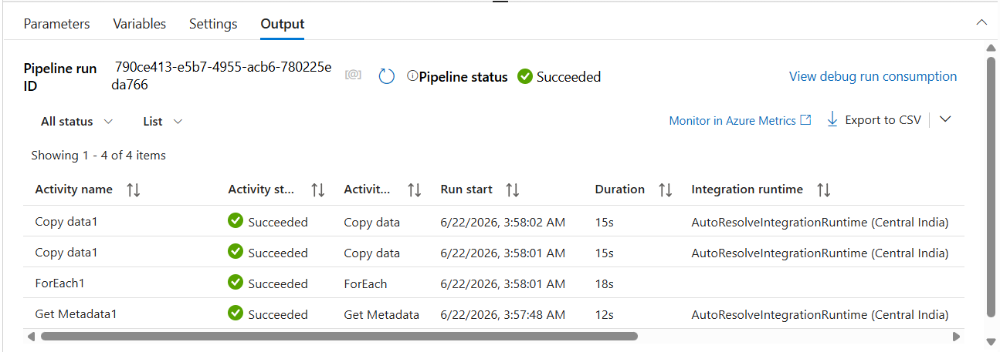 Parameters Variables Settings Output
Pipeline run ID 790ce413-e5b7-4955-acb6-780225eda766 [@] Pipeline status Succeeded View debug run consumption
All status List Monitor in Azure Metrics Export to CSV
Showing 1 - 4 of 4 items
Activity name Activity st... Activit... Run start Duration Integration runtime
Copy data1 Succeeded Copy data 6/22/2026, 3:58:02 AM 15s AutoResolveIntegrationRuntime (Central India)
Copy data1 Succeeded Copy data 6/22/2026, 3:58:01 AM 15s AutoResolveIntegrationRuntime (Central India)
ForEach1 Succeeded ForEach 6/22/2026, 3:58:01 AM 18s
Get Metadata1 Succeeded Get Metadata 6/22/2026, 3:57:48 AM 12s AutoResolveIntegrationRuntime (Central India)